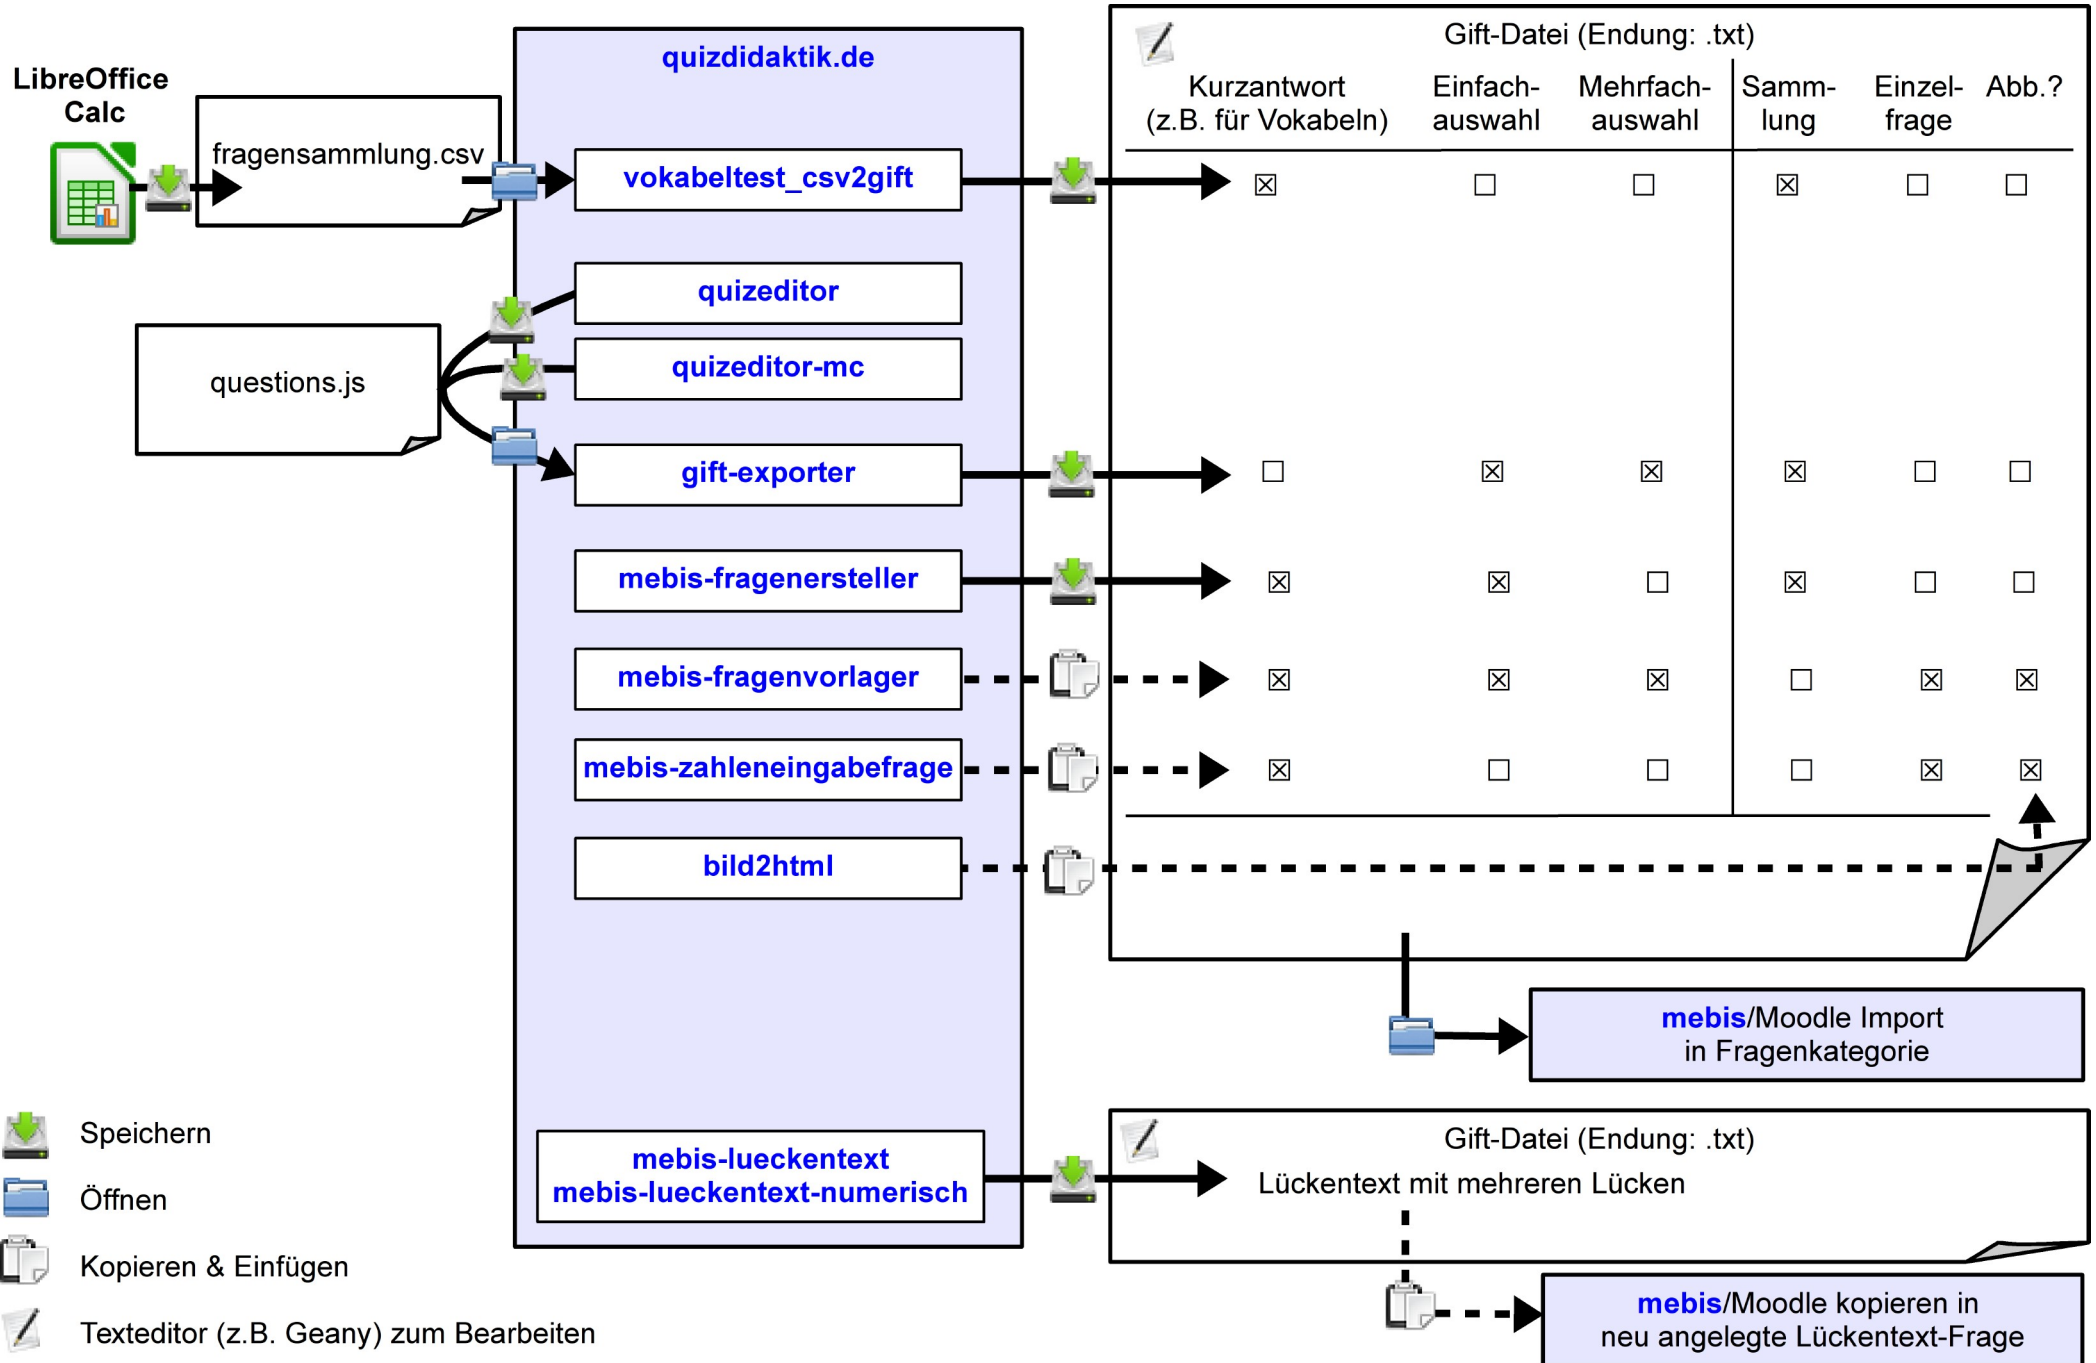 LibreOffice
Calc
fragensammlung.csv
questions.js
quizdidaktik.de
vokabeltest_csv2gift
quizeditor
quizeditor-mc
gift-exporter
mebis-fragenersteller
mebis-fragenvorlager
mebis-zahleneingabefrage
bild2html
mebis-lueckentext
mebis-lueckentext-numerisch
Gift-Datei (Endung: .txt)
Kurzantwort
(z.B. für Vokabeln)
Einfach-
auswahl
Mehrfach-
auswahl
Samm-
lung
Einzel-
frage
Abb.?
☒ ☐ ☐ ☒ ☐ ☐
☐ ☒ ☒ ☒ ☐ ☐
☒ ☒ ☐ ☒ ☐ ☐
☒ ☒ ☒ ☐ ☒ ☒
☒ ☐ ☐ ☐ ☒ ☒
mebis/Moodle Import
in Fragenkategorie
Gift-Datei (Endung: .txt)
Lückentext mit mehreren Lücken
mebis/Moodle kopieren in
neu angelegte Lückentext-Frage
Speichern
Öffnen
Kopieren & Einfügen
Texteditor (z.B. Geany) zum Bearbeiten